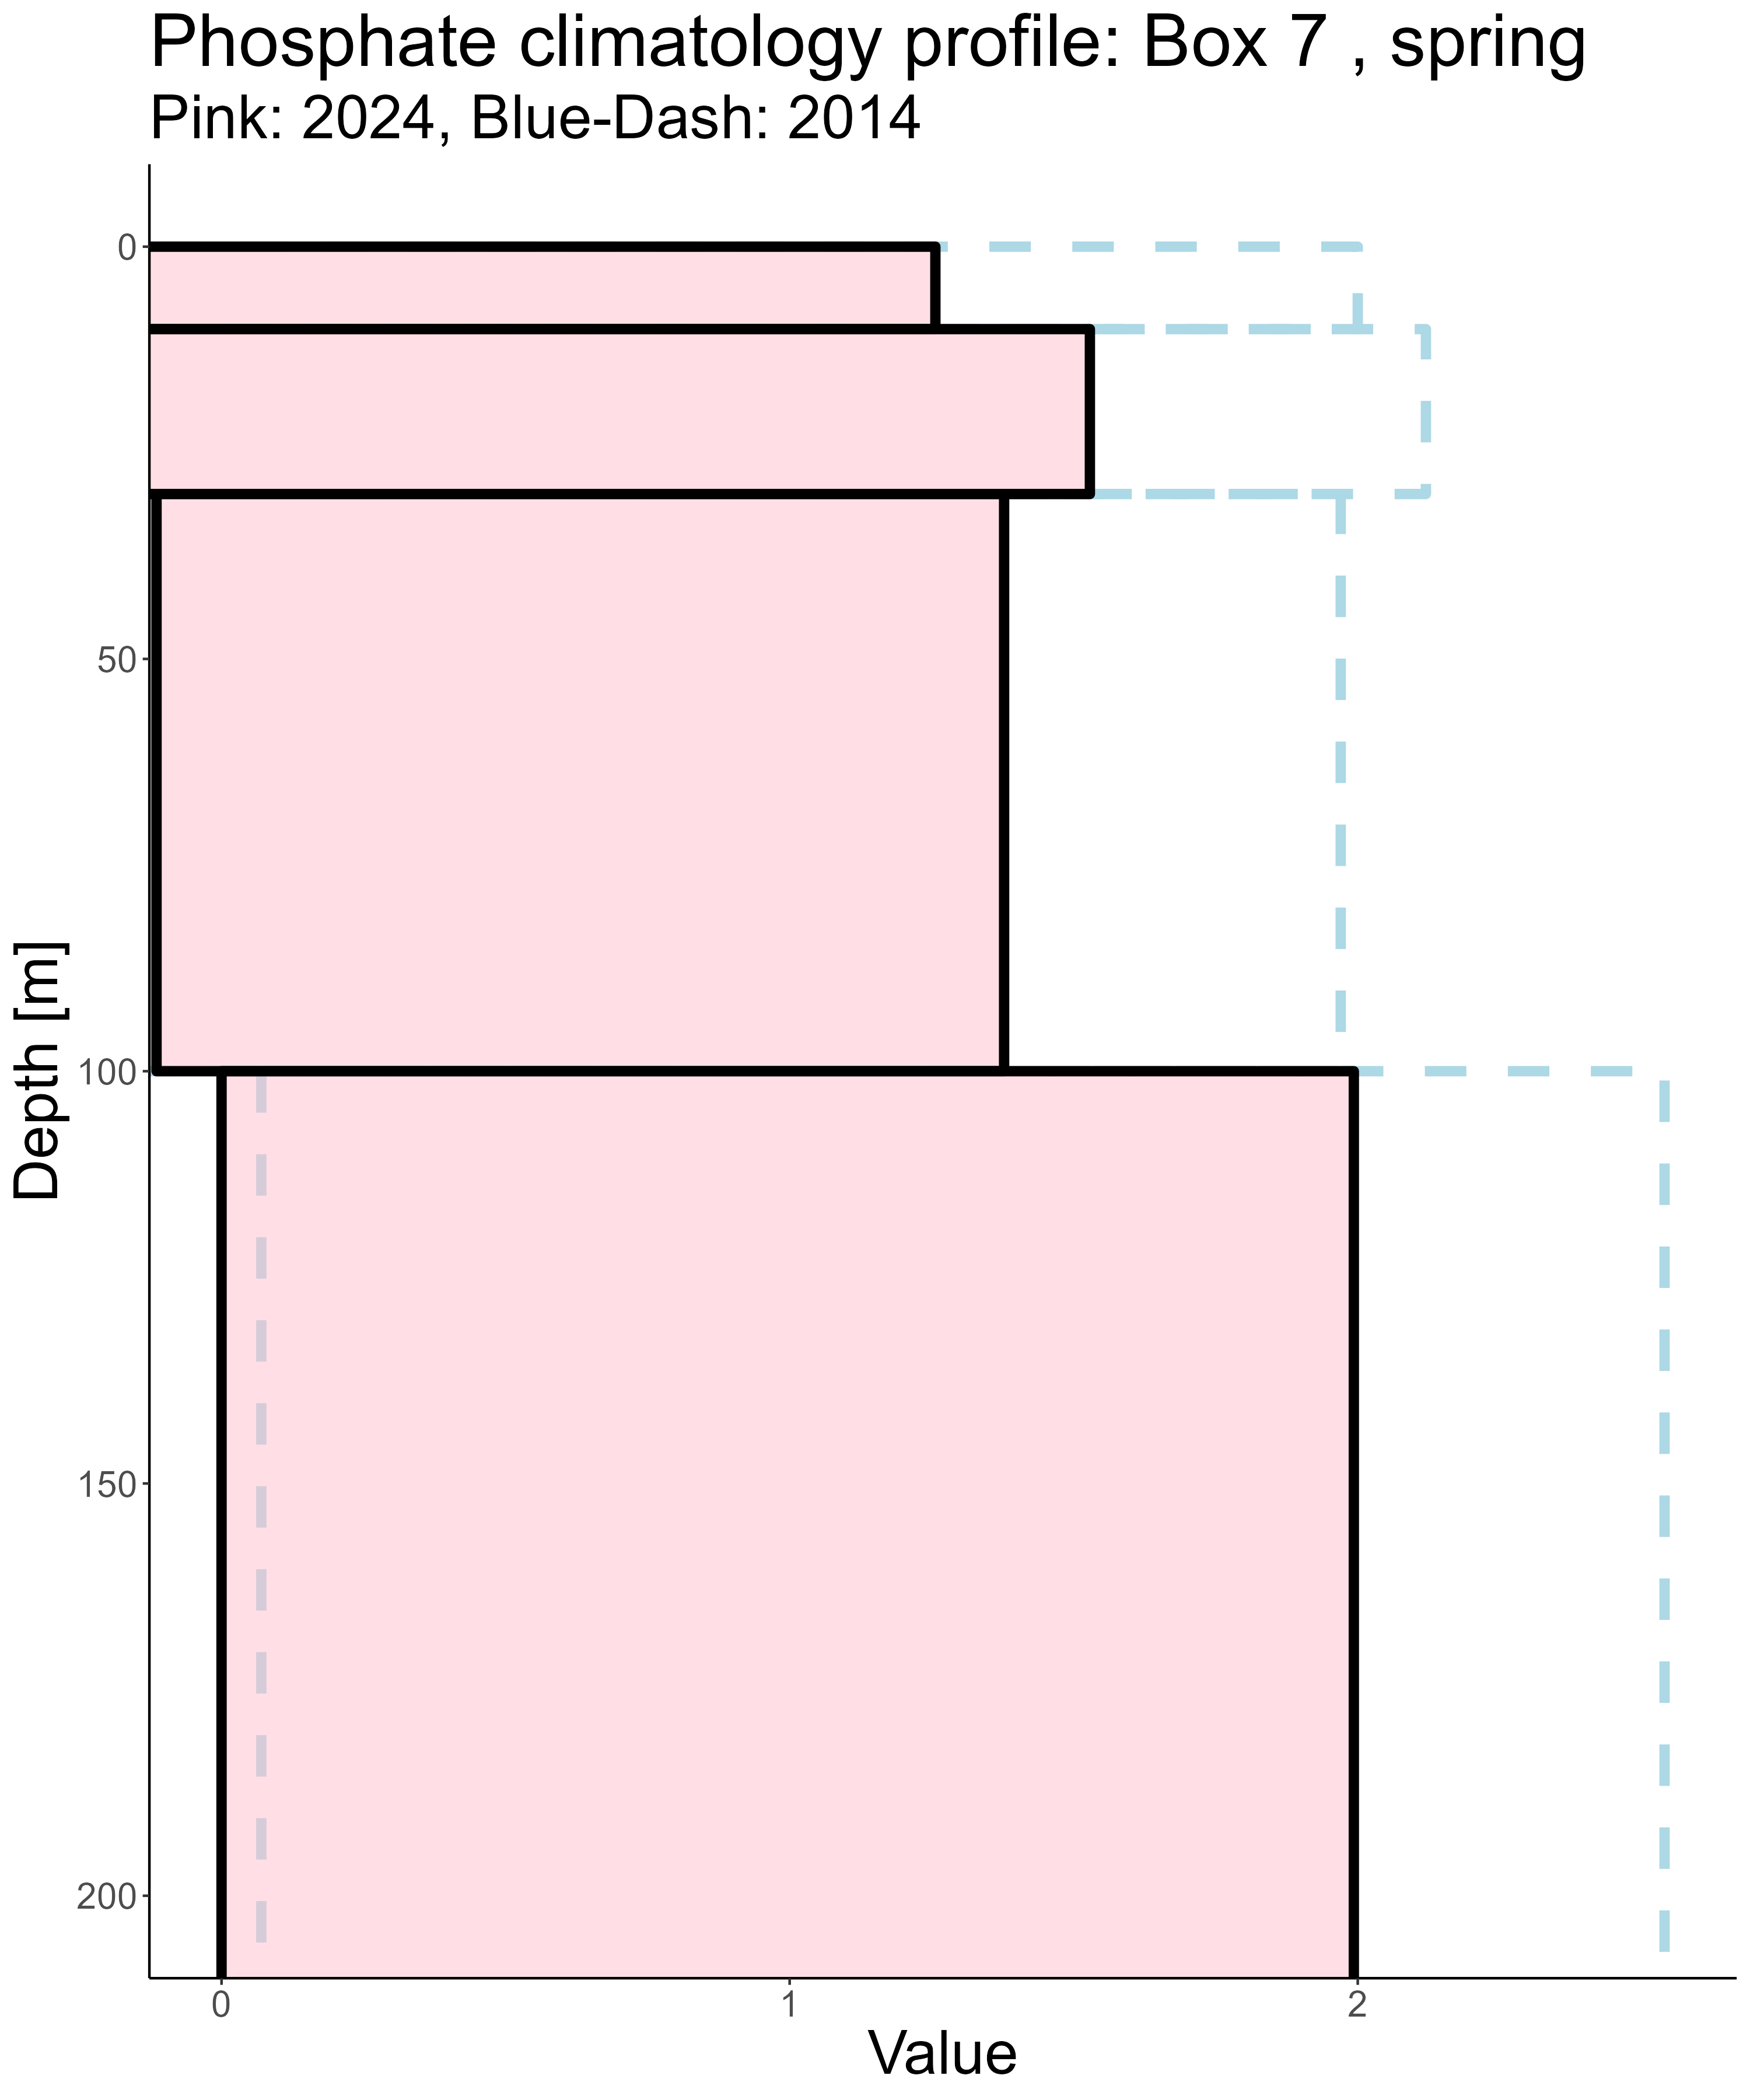 Phosphate climatology profile: Box 7 , spring
Pink: 2024, Blue-Dash: 2014
0
50
100
150
200
Depth [m]
0 1 2
Value